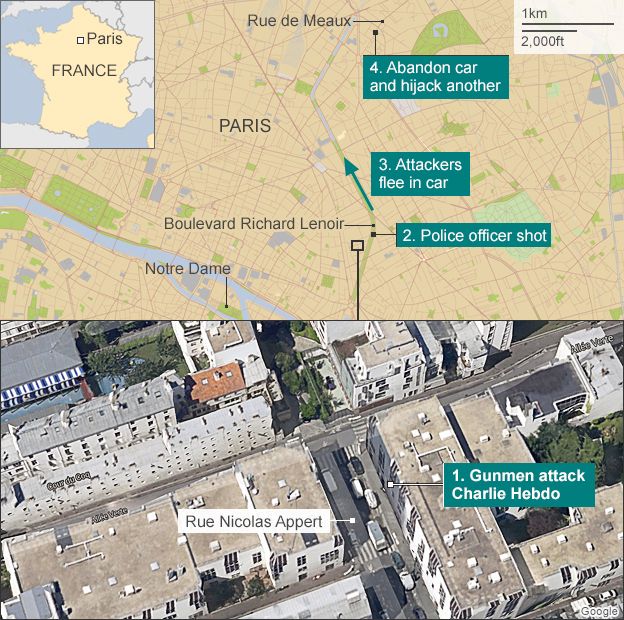 Paris
FRANCE
Rue de Meaux
1km
2,000ft
4. Abandon car
and hijack another
PARIS
3. Attackers
flee in car
Boulevard Richard Lenoir
2. Police officer shot
Notre Dame
Allée Verte
1. Gunmen attack
Charlie Hebdo
Cour du Coq
Allée Verte
Rue Nicolas Appert
Google